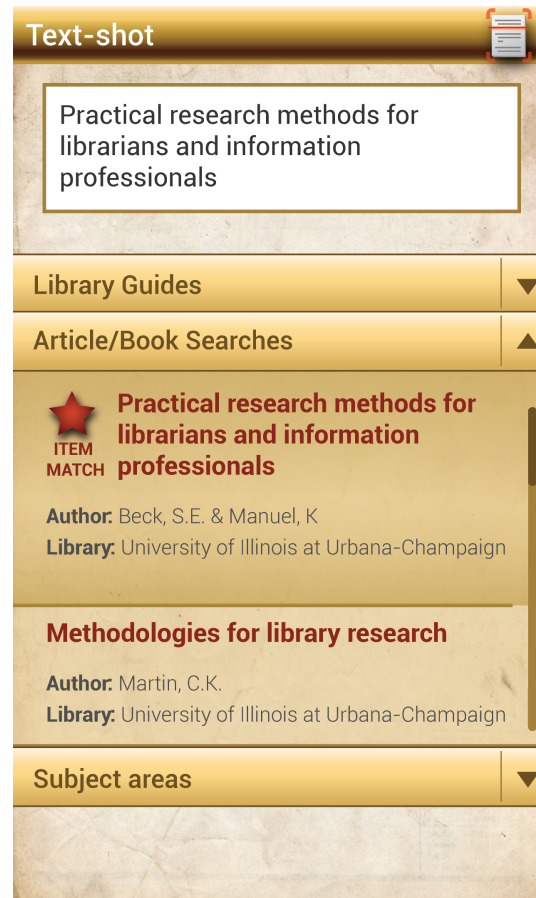 Text-shot
Practical research methods for
librarians and information
professionals
Library Guides
Article/Book Searches
ITEM
MATCH
Practical research methods for
librarians and information
professionals
Author: Beck, S.E. & Manuel, K
Library: University of Illinois at Urbana-Champaign
Methodologies for library research
Author: Martin, C.K.
Library: University of Illinois at Urbana-Champaign
Subject areas